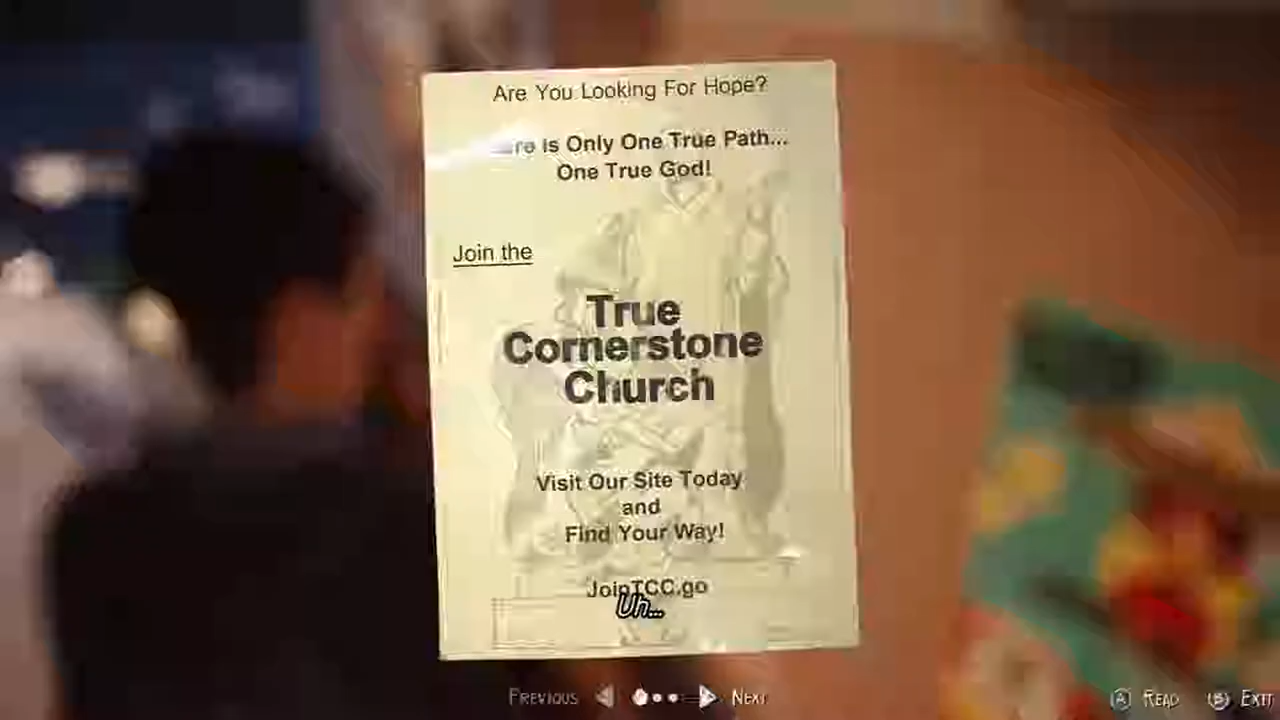 Are You Looking For Hope?
is Only One True Path...
One True God!
Join the
True
Cornerstone
Church
Visit Our Site Today
and
Find Your Way!
JoinTCC.go
Uh...
PREVIOUS
NEXT
A READ
B EXIT